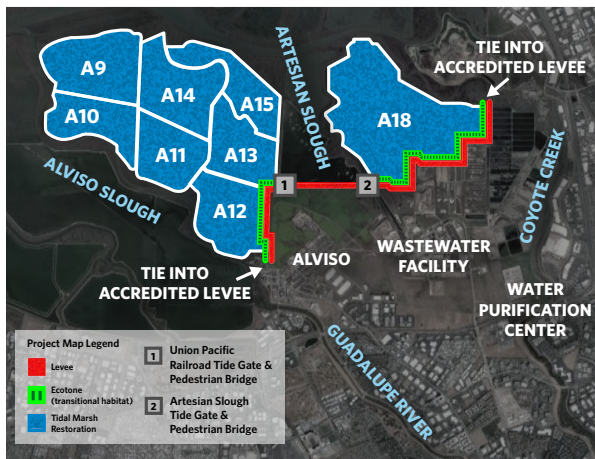 ARTESIAN SLOUGH
TIE INTO
ACCREDITED LEVEE
A9
A14
A15
A10
A18
A11
A13
COYOTE CREEK
ALVISO SLOUGH
1
2
A12
WASTEWATER
FACILITY
ALVISO
TIE INTO
ACCREDITED LEVEE
WATER
PURIFICATION
CENTER
GUADALUPE RIVER
Project Map Legend
Levee
Ecotone
(transitional habitat)
Tidal Marsh
Restoration
1
Union Pacific
Railroad Tide Gate &
Pedestrian Bridge
2
Artesian Slough
Tide Gate &
Pedestrian Bridge